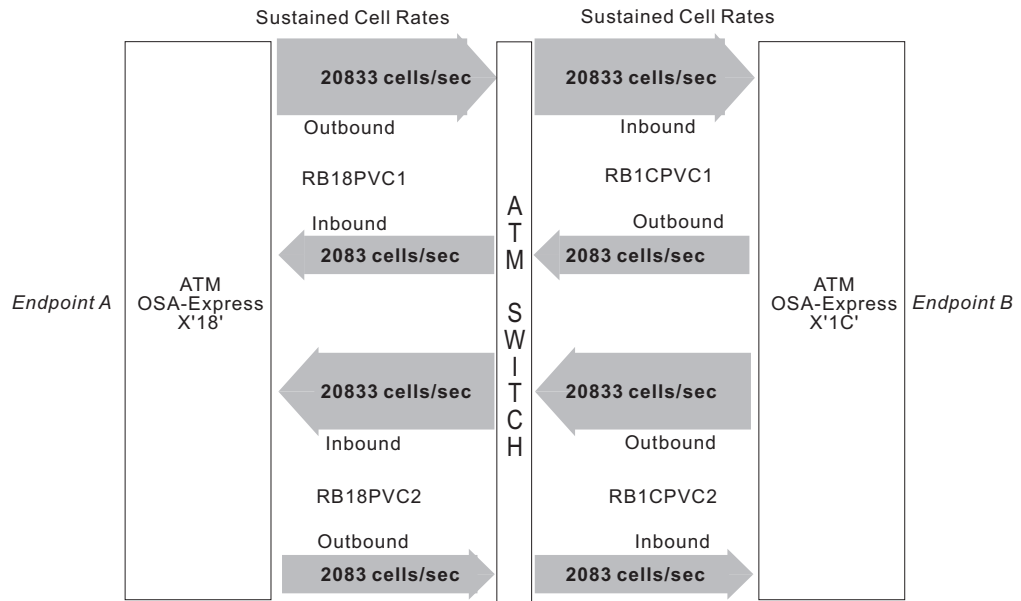 Sustained Cell Rates
Sustained Cell Rates
20833 cells/sec
20833 cells/sec
Outbound
Inbound
RB18PVC1
RB1CPVC1
Inbound
Outbound
2083 cells/sec
2083 cells/sec
Endpoint A
ATM
OSA-Express
X'18'
ATM SWITCH
ATM
OSA-Express
X'1C'
Endpoint B
20833 cells/sec
20833 cells/sec
Inbound
Outbound
RB18PVC2
RB1CPVC2
Outbound
Inbound
2083 cells/sec
2083 cells/sec